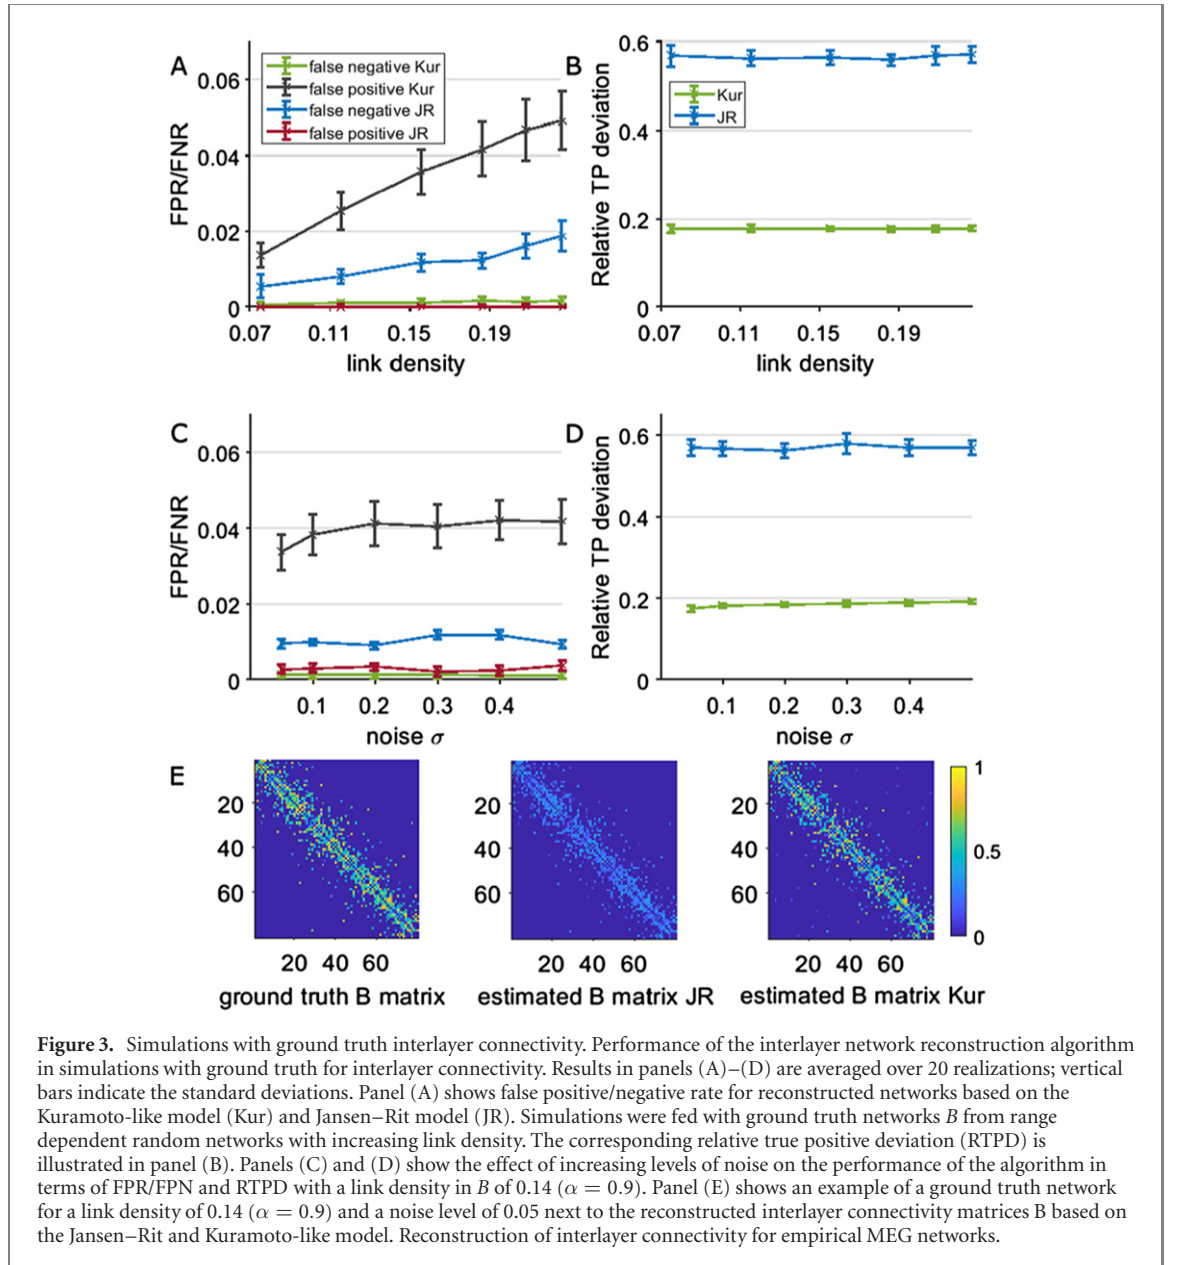 A
0.06
0.04
0.02
0
FPR/FNR
false negative Kur
false positive Kur
false negative JR
false positive JR
0.07 0.11 0.15 0.19
link density
B
0.6
0.4
0.2
0
Relative TP deviation
Kur
JR
0.07 0.11 0.15 0.19
link density
C
0.06
0.04
0.02
0
FPR/FNR
0.1 0.2 0.3 0.4
noise σ
D
0.6
0.4
0.2
0
Relative TP deviation
0.1 0.2 0.3 0.4
noise σ
E
20
40
60
20 40 60
ground truth B matrix
20
40
60
20 40 60
estimated B matrix JR
20
40
60
20 40 60
estimated B matrix Kur
1
0.5
0
Figure 3. Simulations with ground truth interlayer connectivity. Performance of the interlayer network reconstruction algorithm
in simulations with ground truth for interlayer connectivity. Results in panels (A)–(D) are averaged over 20 realizations; vertical
bars indicate the standard deviations. Panel (A) shows false positive/negative rate for reconstructed networks based on the
Kuramoto-like model (Kur) and Jansen–Rit model (JR). Simulations were fed with ground truth networks B from range
dependent random networks with increasing link density. The corresponding relative true positive deviation (RTPD) is
illustrated in panel (B). Panels (C) and (D) show the effect of increasing levels of noise on the performance of the algorithm in
terms of FPR/FPN and RTPD with a link density in B of 0.14 (α = 0.9). Panel (E) shows an example of a ground truth network
for a link density of 0.14 (α = 0.9) and a noise level of 0.05 next to the reconstructed interlayer connectivity matrices B based on
the Jansen–Rit and Kuramoto-like model. Reconstruction of interlayer connectivity for empirical MEG networks.